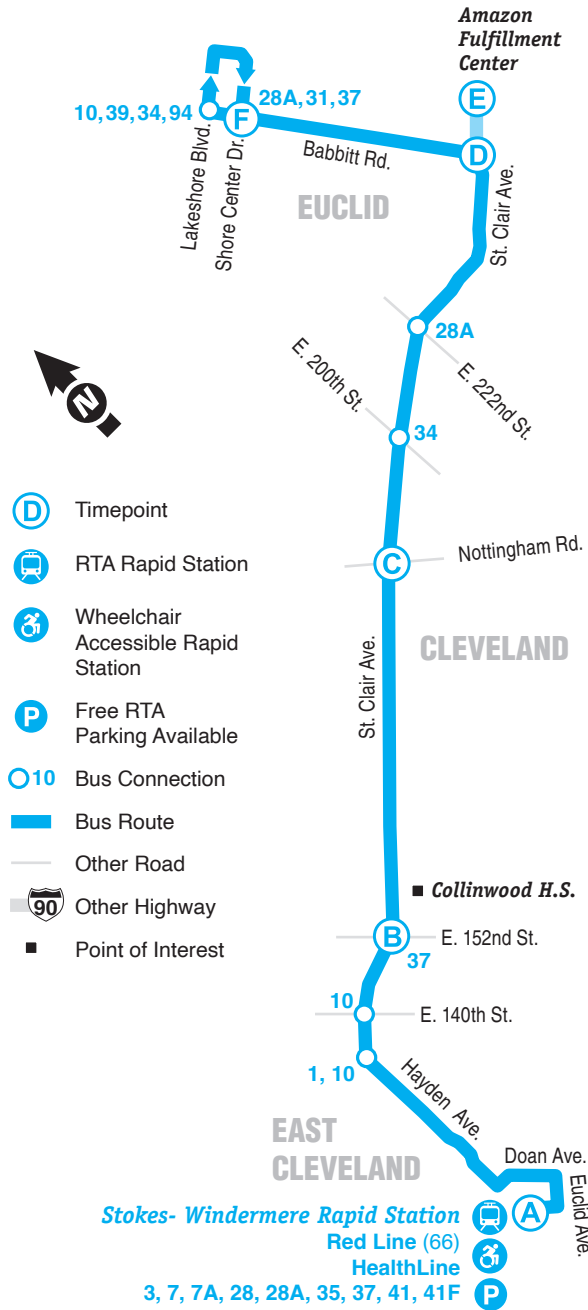 Amazon
Fulfillment
Center
E
10, 39, 34, 94
F
28A, 31, 37
D
Babbitt Rd.
Lakeshore Blvd.
Shore Center Dr.
EUCLID
St. Clair Ave.
28A
E. 222nd St.
E. 200th St.
34
N
C
Nottingham Rd.
CLEVELAND
St. Clair Ave.
D Timepoint
RTA Rapid Station
Wheelchair
Accessible Rapid
Station
P Free RTA
Parking Available
10 Bus Connection
Bus Route
Other Road
90 Other Highway
Point of Interest
Collinwood H.S.
B
E. 152nd St.
37
10
E. 140th St.
1, 10
Hayden Ave.
EAST
CLEVELAND
Doan Ave.
Euclid Ave.
A
Stokes- Windermere Rapid Station
Red Line (66)
HealthLine
3, 7, 7A, 28, 28A, 35, 37, 41, 41F
P